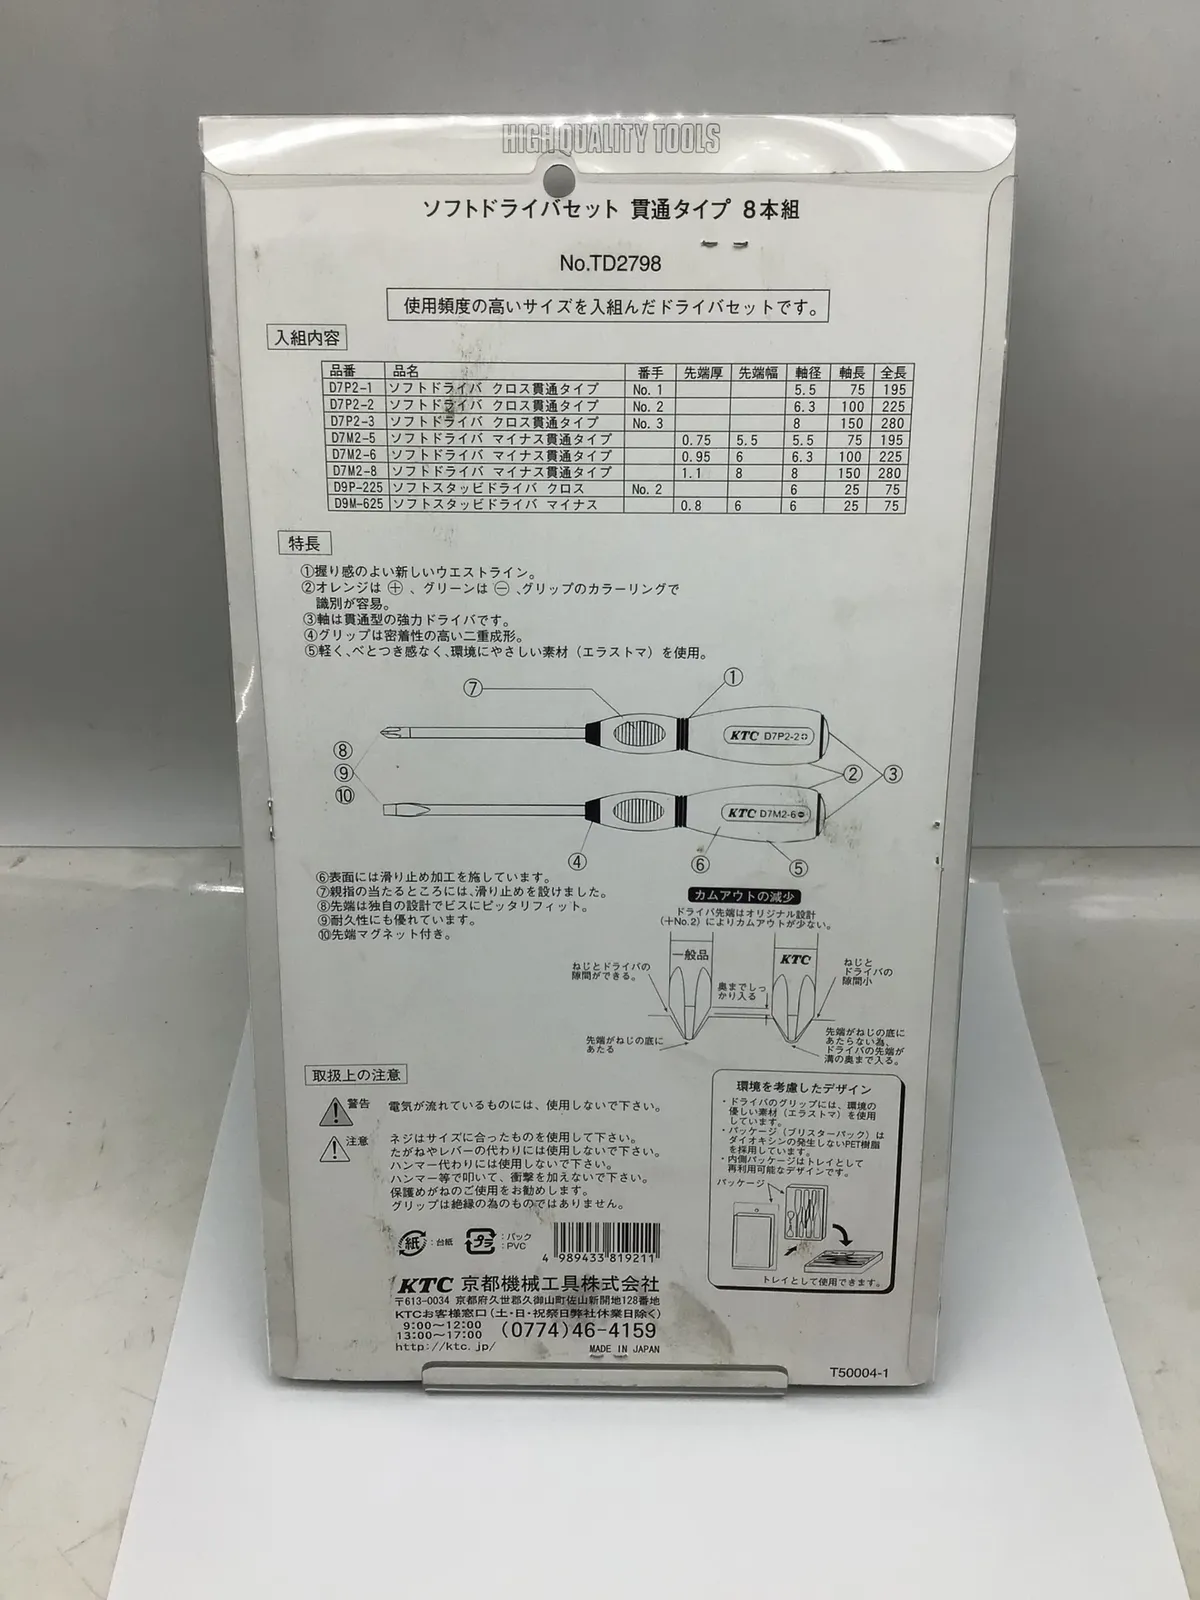 HIGH QUALITY TOOLS
ソフトドライバセット 貫通タイプ 8本組
No.TD2798
使用頻度の高いサイズを入組んだドライバセットです。
入組内容
品番 品名 番手 先端厚 先端幅 軸径 軸長 全長
D7P2-1 ソフトドライバ クロス貫通タイプ No. 1 5.5 75 195
D7P2-2 ソフトドライバ クロス貫通タイプ No. 2 6.3 100 225
D7P2-3 ソフトドライバ クロス貫通タイプ No. 3 8 150 280
D7M2-5 ソフトドライバ マイナス貫通タイプ 0.75 5.5 5.5 75 195
D7M2-6 ソフトドライバ マイナス貫通タイプ 0.95 6 6.3 100 225
D7M2-8 ソフトドライバ マイナス貫通タイプ 1.1 8 8 150 280
D9P-225 ソフトスタッビドライバ クロス No. 2 6 25 75
D9M-625 ソフトスタッビドライバ マイナス 0.8 6 6 25 75
特長
①握り感のよい新しいウエストライン。
②オレンジは⊕、グリーンは⊖、グリップのカラーリングで
識別が容易。
③軸は貫通型の強力ドライバです。
④グリップは密着性の高い二重成形。
⑤軽く、べとつき感なく、環境にやさしい素材（エラストマ）を使用。
⑦ ①
KTC D7P2-2
⑧
⑨
⑩
② ③
KTC D7M2-6
④ ⑥ ⑤
⑥表面には滑り止め加工を施しています。
⑦親指の当たるところには、滑り止めを設けました。
⑧先端は独自の設計でビスにピッタリフィット。
⑨耐久性にも優れています。
⑩先端マグネット付き。
カムアウトの減少
ドライバ先端はオリジナル設計
（＋No.2）によりカムアウトが少ない。
一般品 KTC
ねじとドライバの
隙間ができる。
奥までしっ
かり入る
ねじと
ドライバの
隙間小
先端がねじの底に
あたる
先端がねじの底に
あたらない為、
ドライバの先端が
溝の奥まで入る。
取扱上の注意
警告 電気が流れているものには、使用しないで下さい。
注意 ネジはサイズに合ったものを使用して下さい。
たがねやレバーの代わりには使用しないで下さい。
ハンマー代わりには使用しないで下さい。
ハンマー等で叩いて、衝撃を加えないで下さい。
保護めがねのご使用をお勧めします。
グリップは絶縁の為のものではありません。
環境を考慮したデザイン
・ドライバのグリップには、環境の
優しい素材（エラストマ）を使用
しています。
・パッケージ（ブリスターパック）は
ダイオキシンの発生しないPET樹脂
を採用しています。
・内側パッケージはトレイとして
再利用可能なデザインです。
パッケージ
トレイとして使用できます。
紙：台紙 プラ：パック
：PVC
4 989433 819211
KTC 京都機械工具株式会社
〒613-0034 京都府久世郡久御山町佐山新開地128番地
KTCお客様窓口（土・日・祝祭日弊社休業日除く）
9:00〜12:00
13:00〜17:00 (0774)46-4159
http://ktc.jp/ MADE IN JAPAN
T50004-1